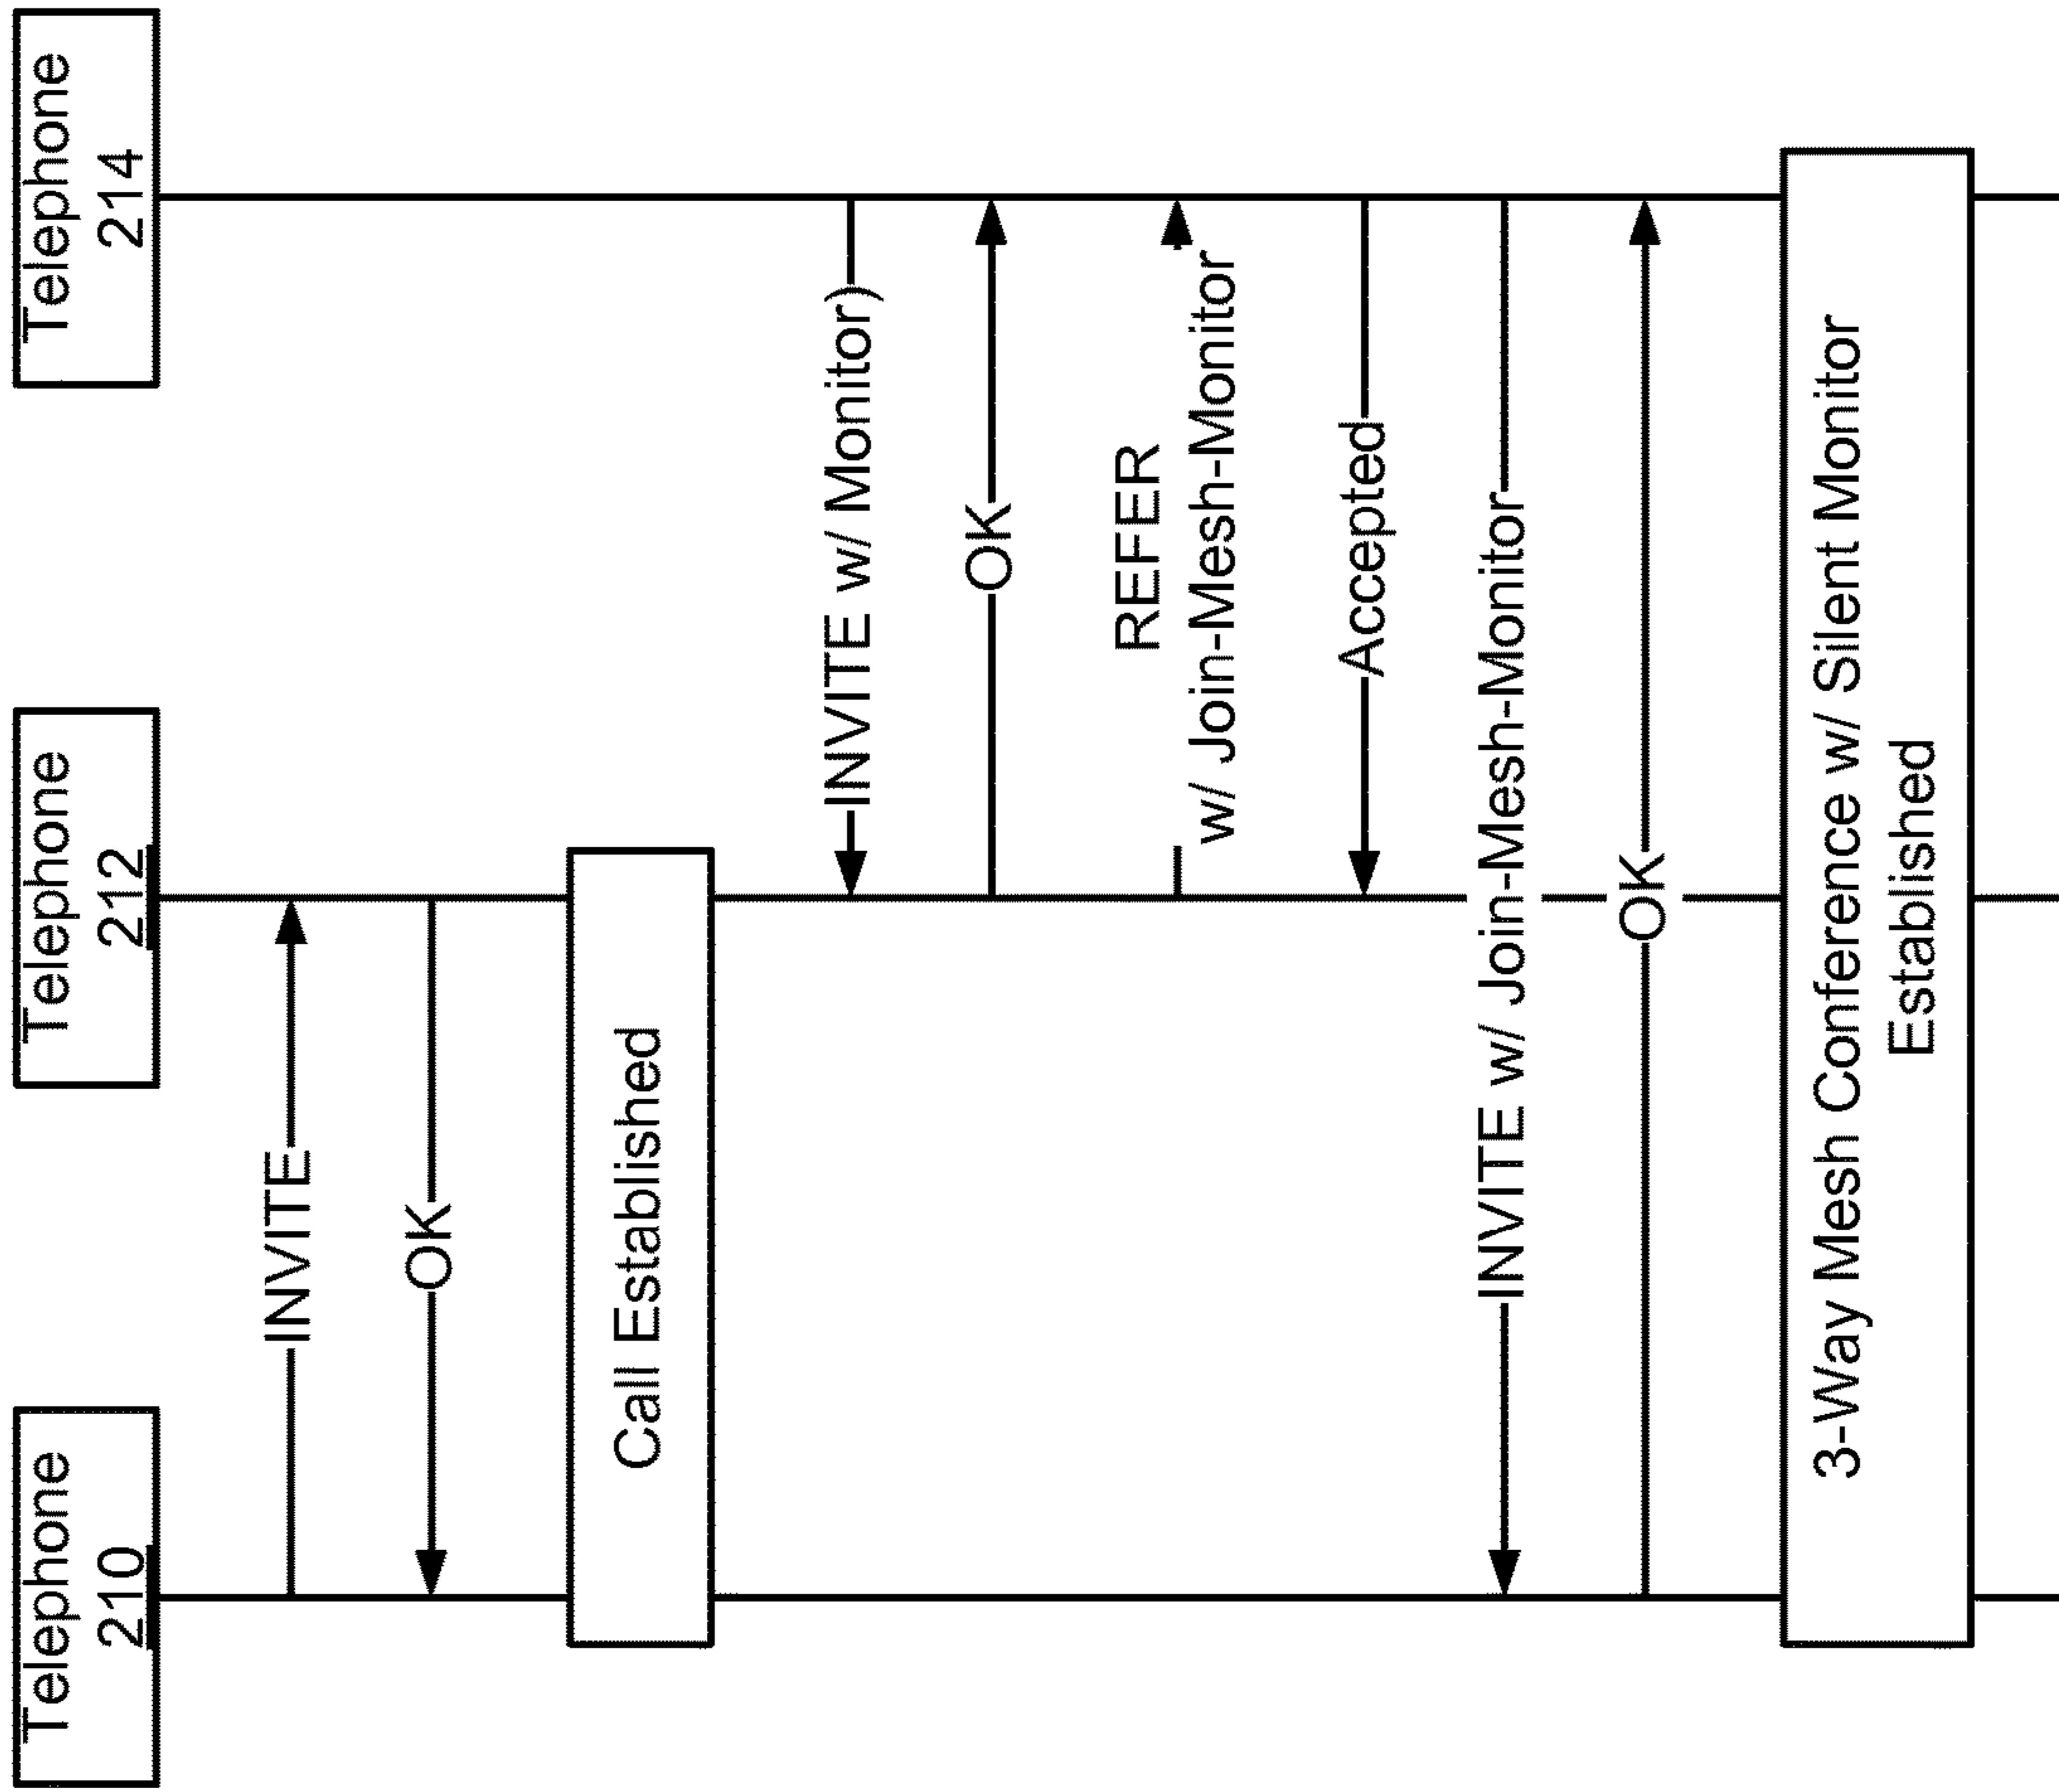 Telephone
210
Telephone
212
Telephone
214
INVITE
OK
Call Established
INVITE w/ Monitor)
OK
REFER
w/ Join-Mesh-Monitor
Accepted
INVITE w/ Join-Mesh-Monitor
OK
3-Way Mesh Conference w/ Silent Monitor
Established